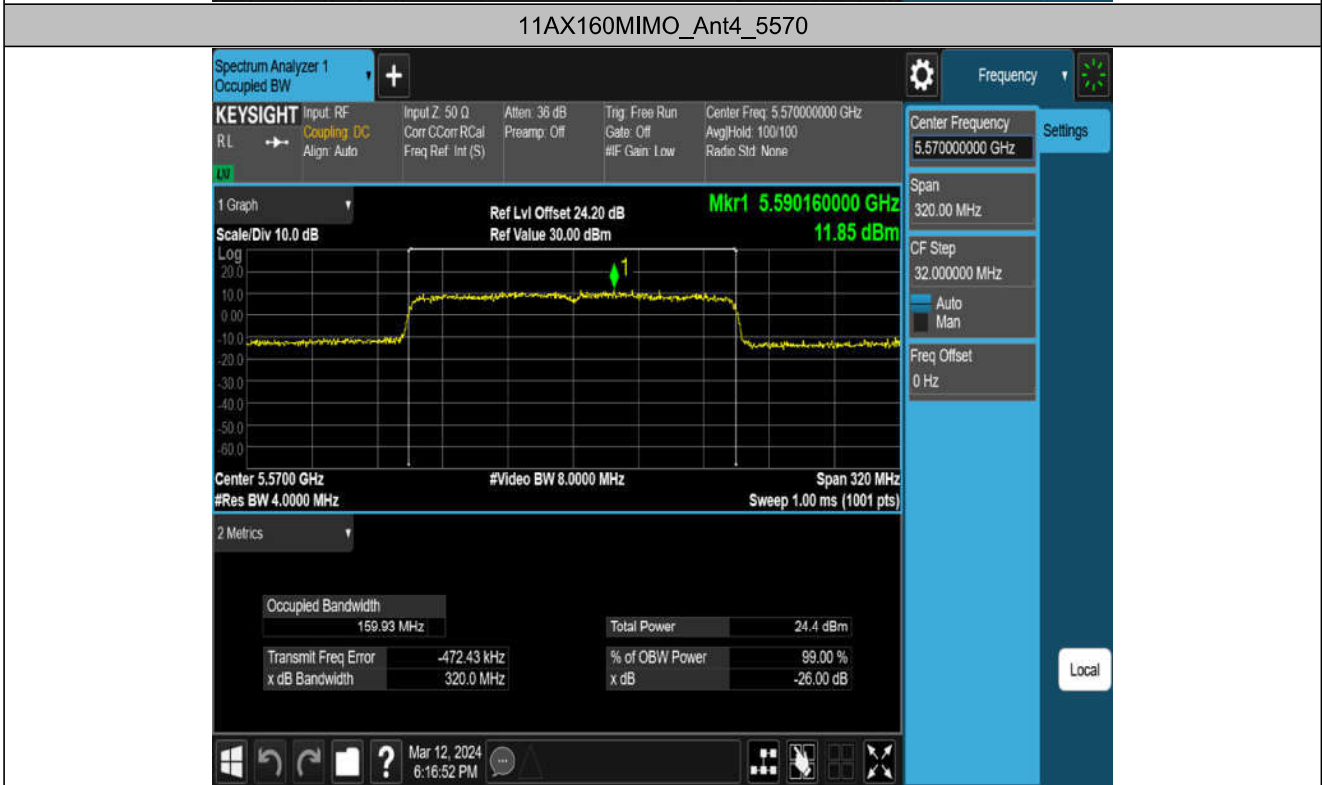 11AX160MIMO_Ant4_5570
Spectrum Analyzer 1
Occupied BW
+
Frequency
KEYSIGHT
RL
LXI
Input: RF
Coupling: DC
Align: Auto
Input Z: 50 Ω
Corr CCorr RCal
Freq Ref: Int (S)
Atten: 36 dB
Preamp: Off
Trig: Free Run
Gate: Off
#IF Gain: Low
Center Freq: 5.570000000 GHz
Avg|Hold: 100/100
Radio Std: None
Center Frequency
5.570000000 GHz
Settings
Span
320.00 MHz
CF Step
32.000000 MHz
Auto
Man
Freq Offset
0 Hz
Local
1 Graph
Scale/Div 10.0 dB
Ref Lvl Offset 24.20 dB
Ref Value 30.00 dBm
Mkr1 5.590160000 GHz
11.85 dBm
Log
1
20.0
10.0
0.00
-10.0
-20.0
-30.0
-40.0
-50.0
-60.0
Center 5.5700 GHz
#Video BW 8.0000 MHz
Span 320 MHz
#Res BW 4.0000 MHz
Sweep 1.00 ms (1001 pts)
2 Metrics
Occupied Bandwidth
159.93 MHz
Total Power 24.4 dBm
Transmit Freq Error -472.43 kHz
% of OBW Power 99.00 %
x dB Bandwidth 320.0 MHz
x dB -26.00 dB
?
Mar 12, 2024
6:16:52 PM